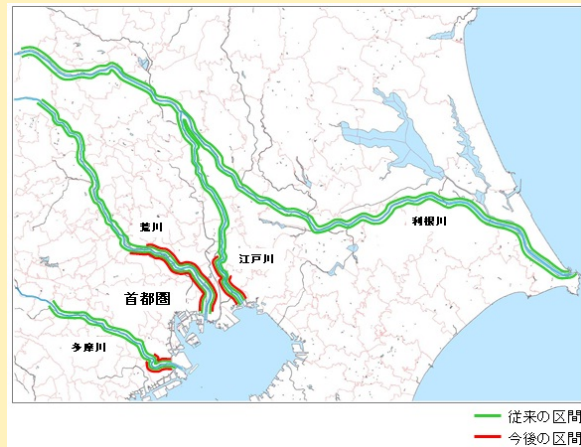 荒川
江戸川
利根川
首都圏
多摩川
従来の区間
今後の区間